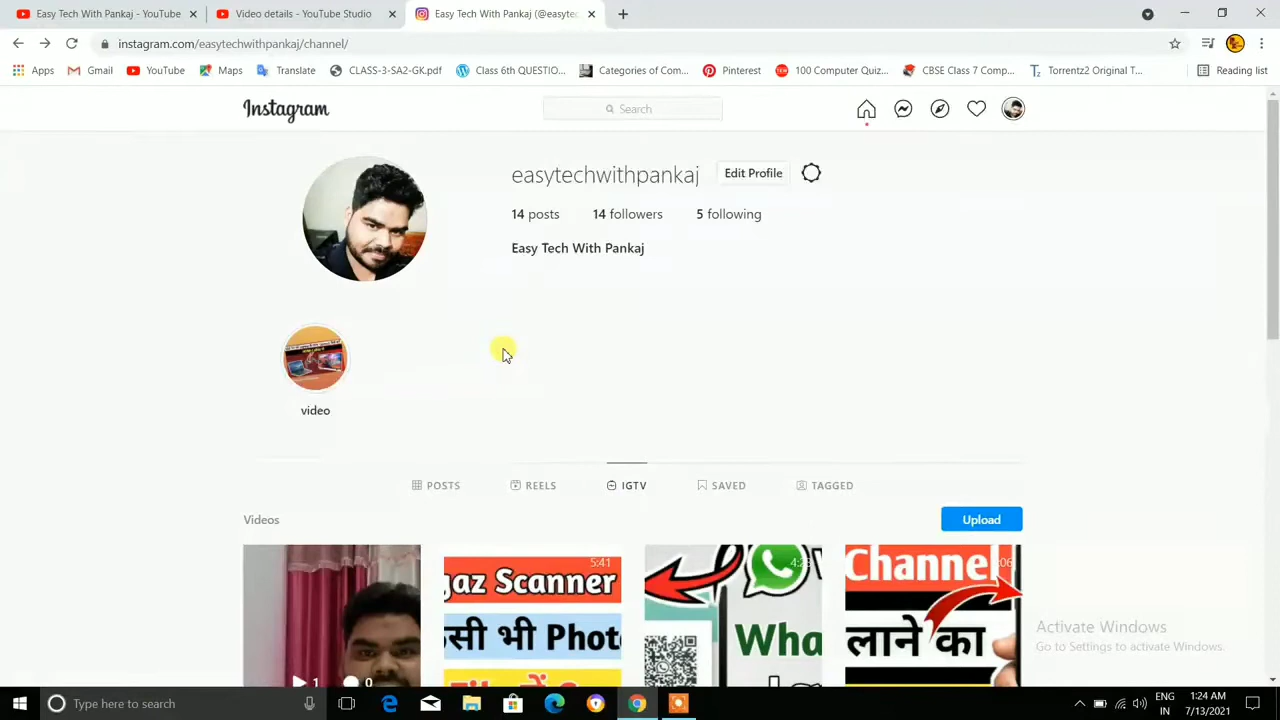 Easy Tech With Pankaj - YouTube
Video details - YouTube Studio
Easy Tech With Pankaj (@easytec
instagram.com/easytechwithpankaj/channel/
Apps
Gmail
YouTube
Maps
Translate
CLASS-3-SA2-GK.pdf
Class 6th QUESTIO...
Categories of Com...
Pinterest
100 Computer Quiz...
CBSE Class 7 Comp...
Torrentz2 Original T...
Reading list
Instagram
Search
easytechwithpankaj
Edit Profile
14 posts 14 followers 5 following
Easy Tech With Pankaj
video
POSTS
REELS
IGTV
SAVED
TAGGED
Videos
Upload
5:41
gaz Scanner
Photo
Wha
Channel
लाने का
1 0
Activate Windows
Go to Settings to activate Windows.
Type here to search
ENG
IN
1:24 AM
7/13/2021